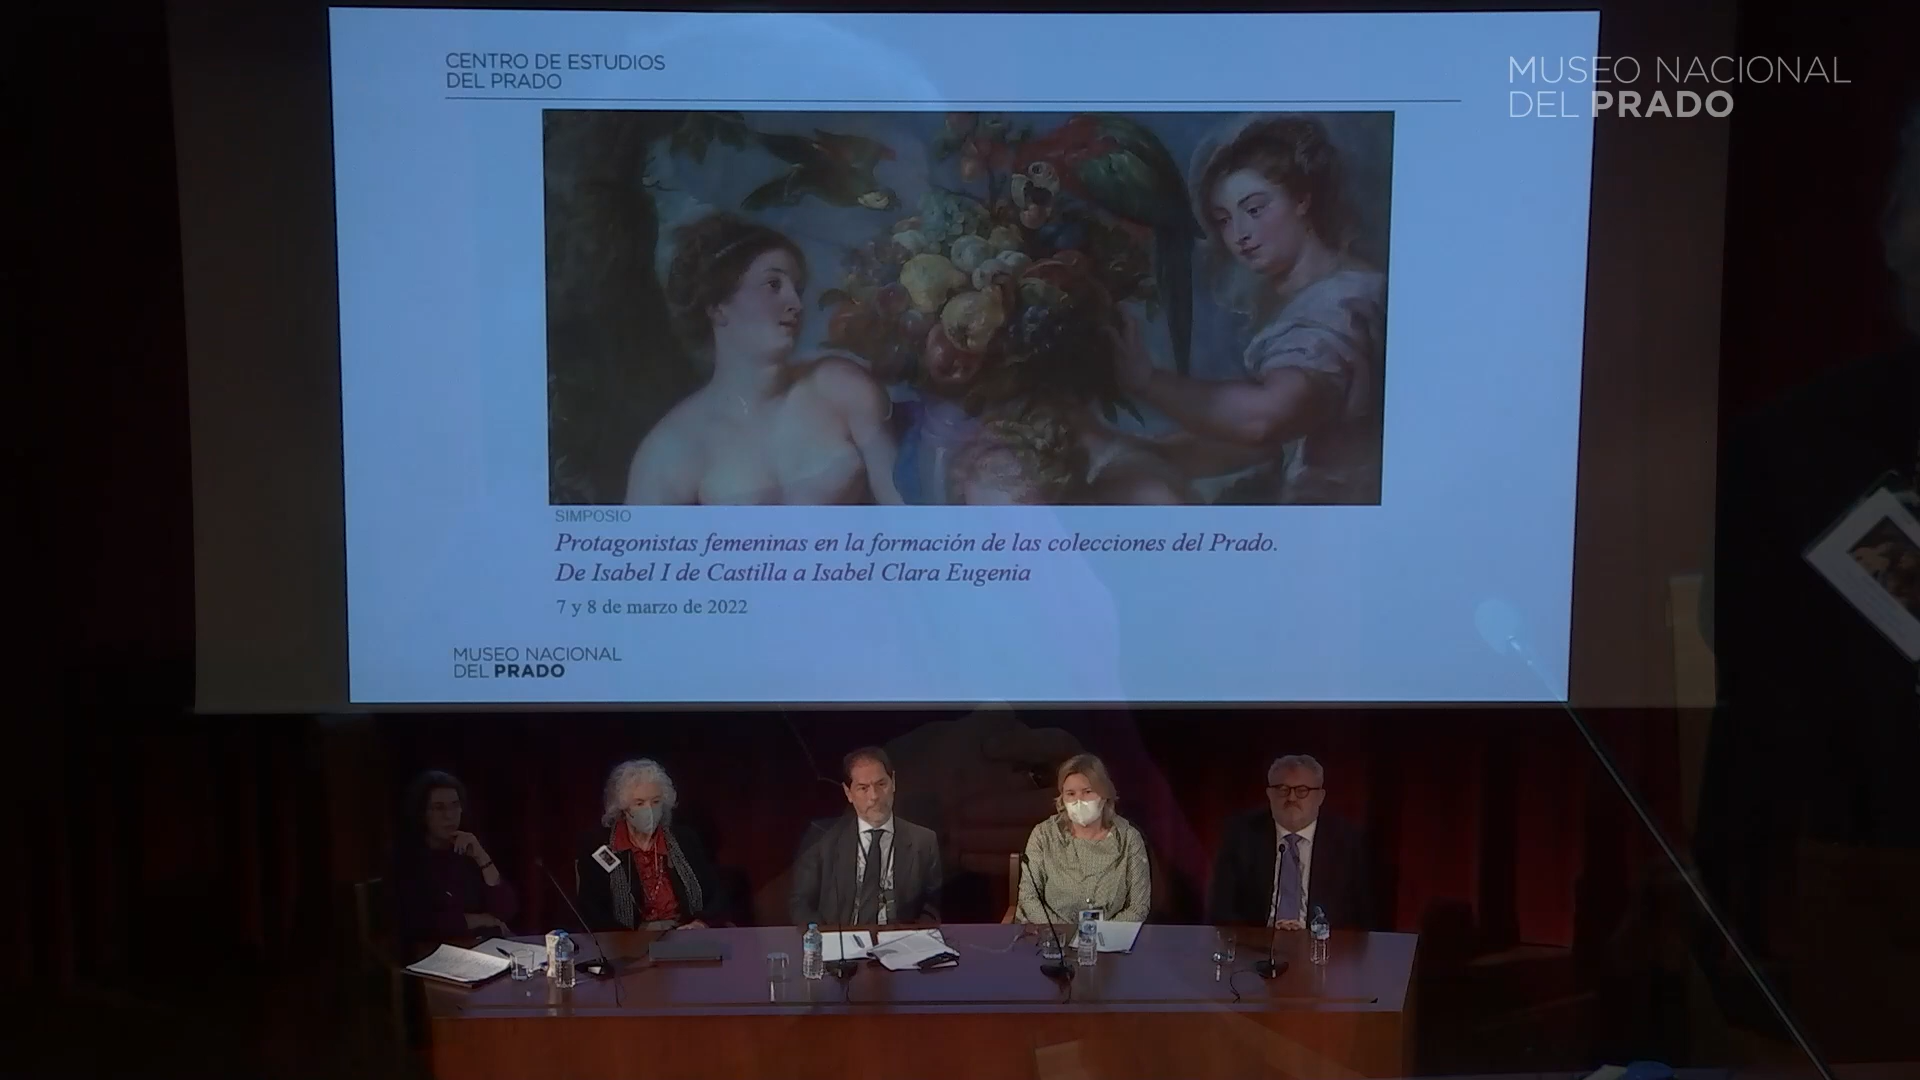 CENTRO DE ESTUDIOS
DEL PRADO
MUSEO NACIONAL
DEL PRADO
SIMPOSIO
Protagonistas femeninas en la formación de las colecciones del Prado.
De Isabel I de Castilla a Isabel Clara Eugenia
7 y 8 de marzo de 2022
MUSEO NACIONAL
DEL PRADO